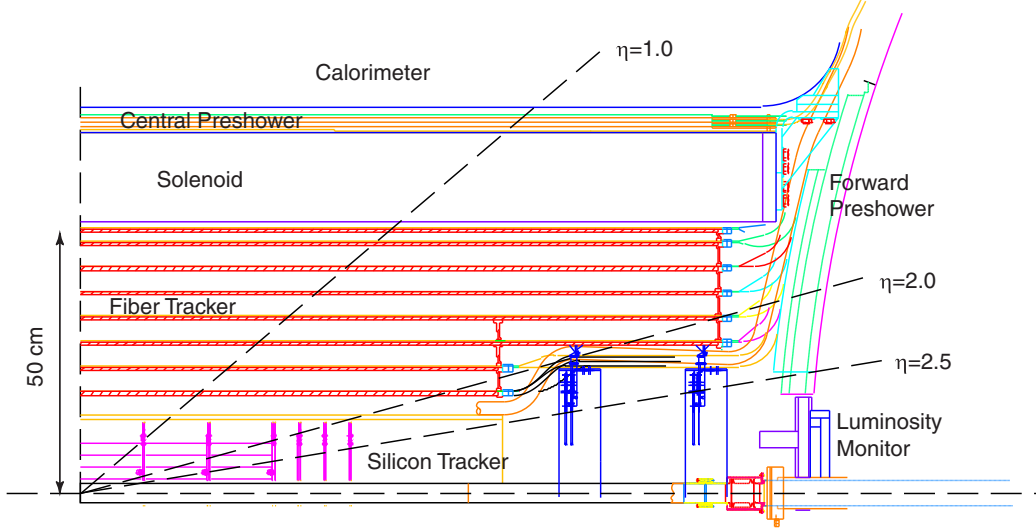 η=1.0
Calorimeter
Central Preshower
Solenoid
Forward
Preshower
η=2.0
Fiber Tracker
50 cm
η=2.5
Luminosity
Monitor
Silicon Tracker